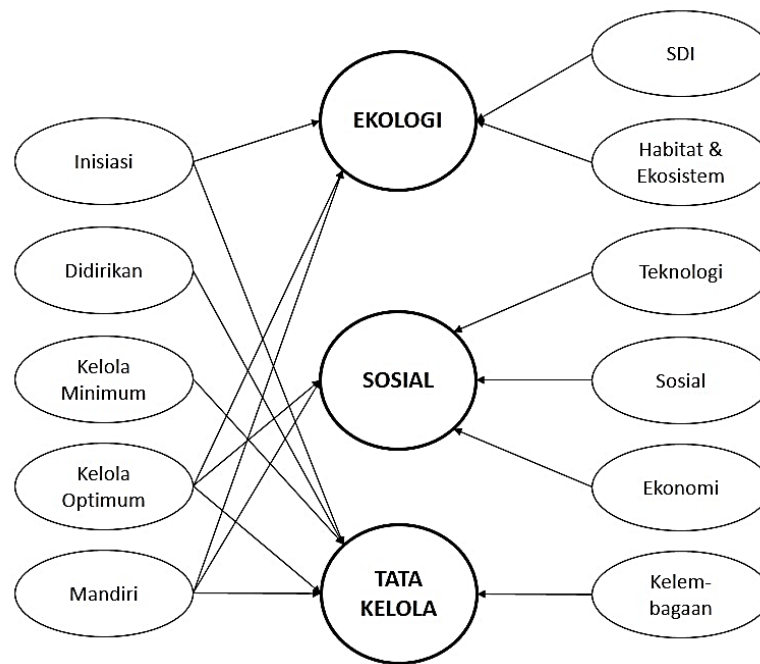 Inisiasi
Didirikan
Kelola
Minimum
Kelola
Optimum
Mandiri
EKOLOGI
SOSIAL
TATA
KELOLA
SDI
Habitat &
Ekosistem
Teknologi
Sosial
Ekonomi
Kelem-
bagaan